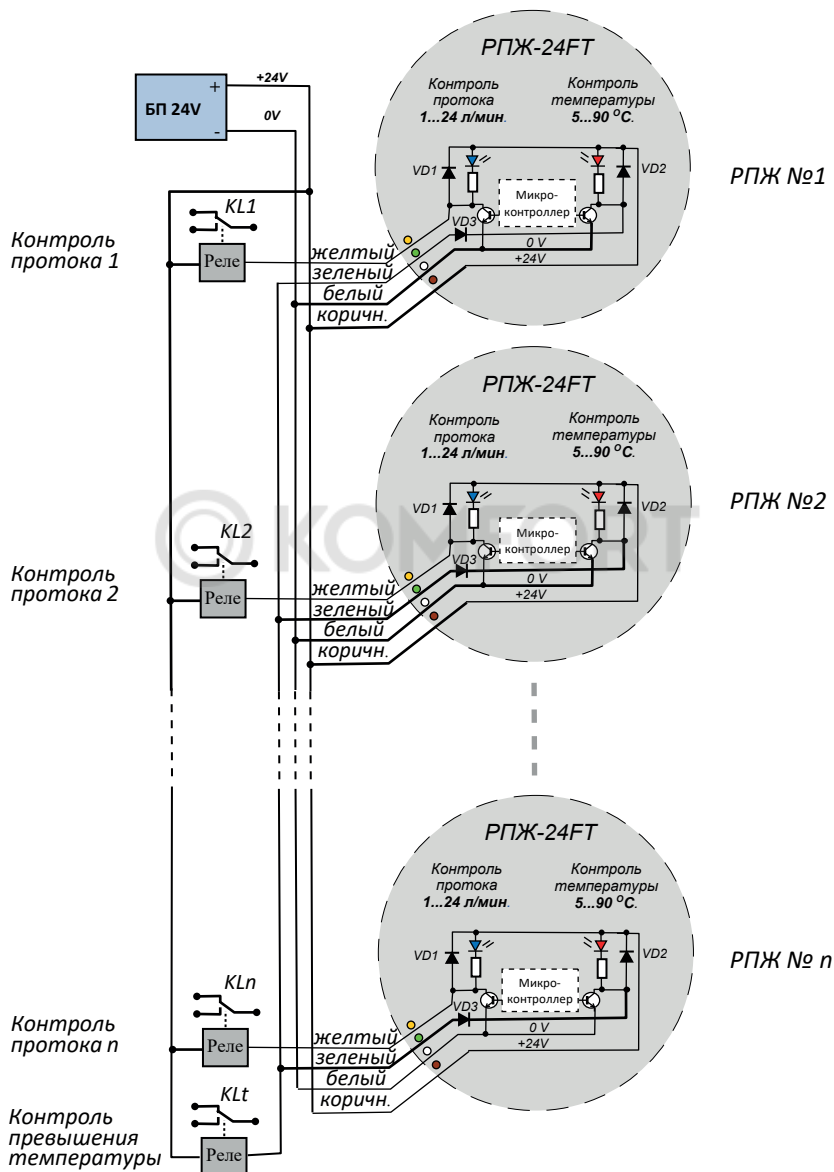 РПЖ-24FT
+24V
+
БП 24V
0V
-
Контроль
протока
1...24 л/мин.
Контроль
температуры
5...90 °С.
VD1
VD2
Микро-
контроллер
VD3
0 V
+24V
РПЖ №1
KL1
Контроль
протока 1
Реле
желтый
зеленый
белый
коричн.
РПЖ-24FT
Контроль
протока
1...24 л/мин.
Контроль
температуры
5...90 °С.
VD1
VD2
Микро-
контроллер
VD3
0 V
+24V
РПЖ №2
© KOMFORT
KL2
Контроль
протока 2
Реле
желтый
зеленый
белый
коричн.
РПЖ-24FT
Контроль
протока
1...24 л/мин.
Контроль
температуры
5...90 °С.
VD1
VD2
Микро-
контроллер
VD3
0 V
+24V
РПЖ № n
KLn
Контроль
протока n
Реле
желтый
зеленый
белый
коричн.
KLt
Контроль
превышения
температуры
Реле